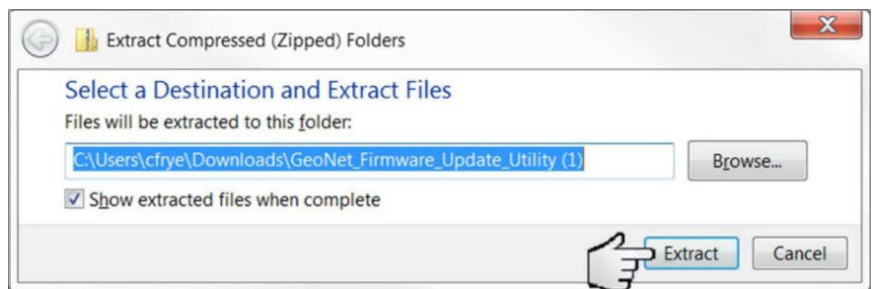 Extract Compressed (Zipped) Folders
Select a Destination and Extract Files
Files will be extracted to this folder:
C:\Users\cfrye\Downloads\GeoNet_Firmware_Update_Utility (1)
Browse...
Show extracted files when complete
Extract
Cancel